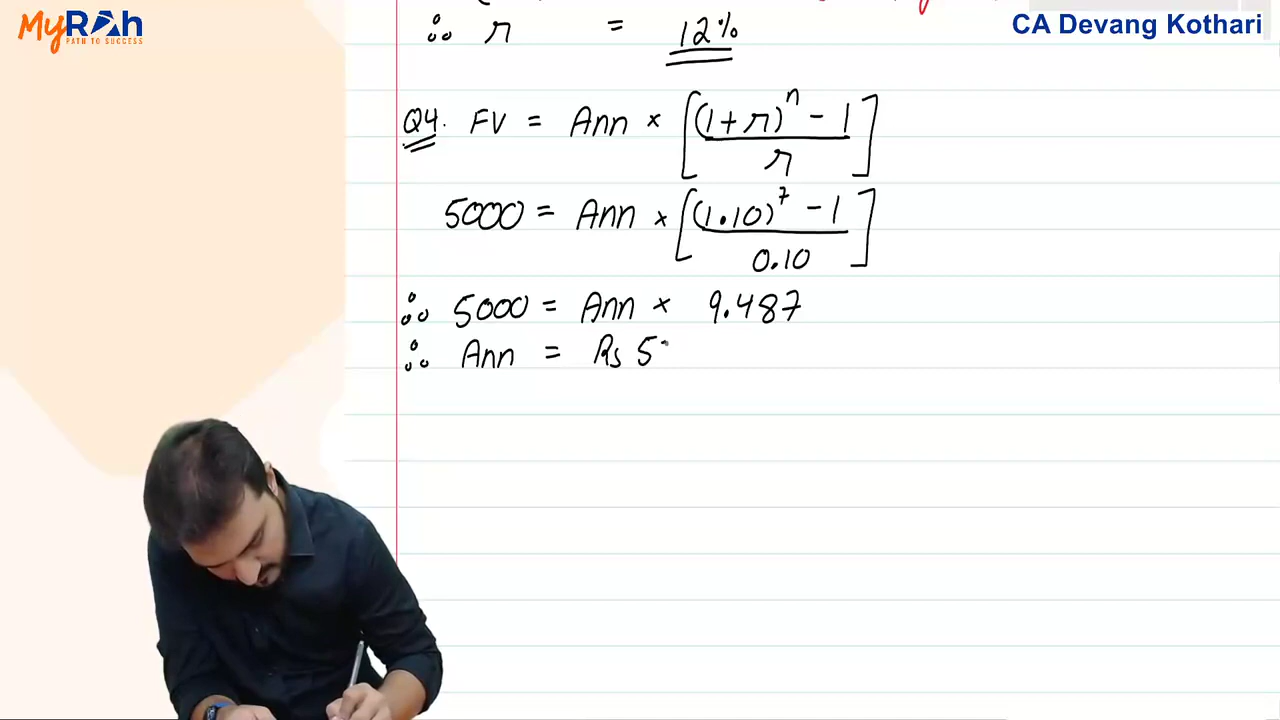 MyRAh
PATH TO SUCCESS
CA Devang Kothari
∴ r = 12%
Q4. FV = Ann × [(1+r)^n - 1 / r]
5000 = Ann × [(1.10)^7 - 1 / 0.10]
∴ 5000 = Ann × 9.487
∴ Ann = Rs 5